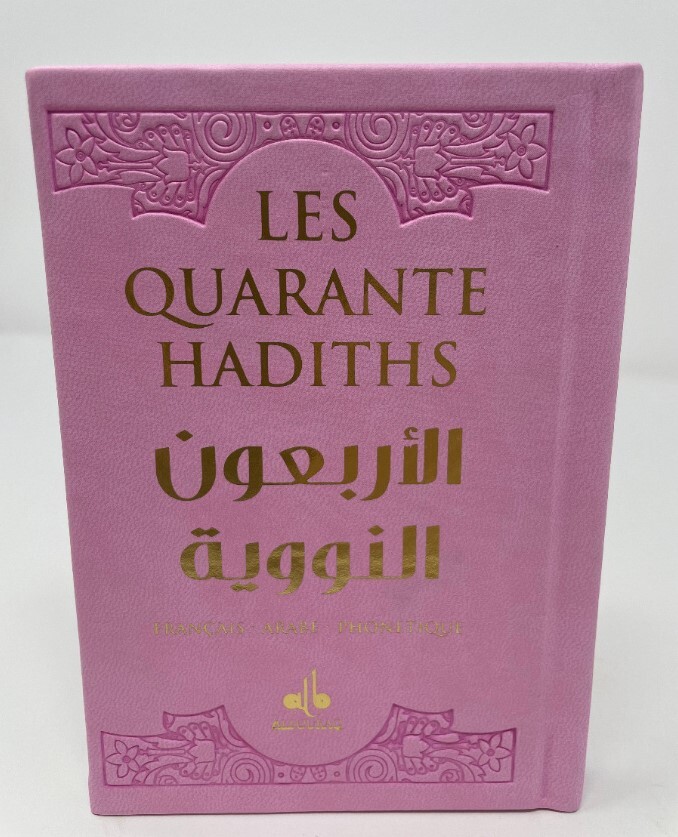 LES
QUARANTE
HADITHS
الأربعون
النووية
FRANÇAIS - ARABE - PHONÉTIQUE